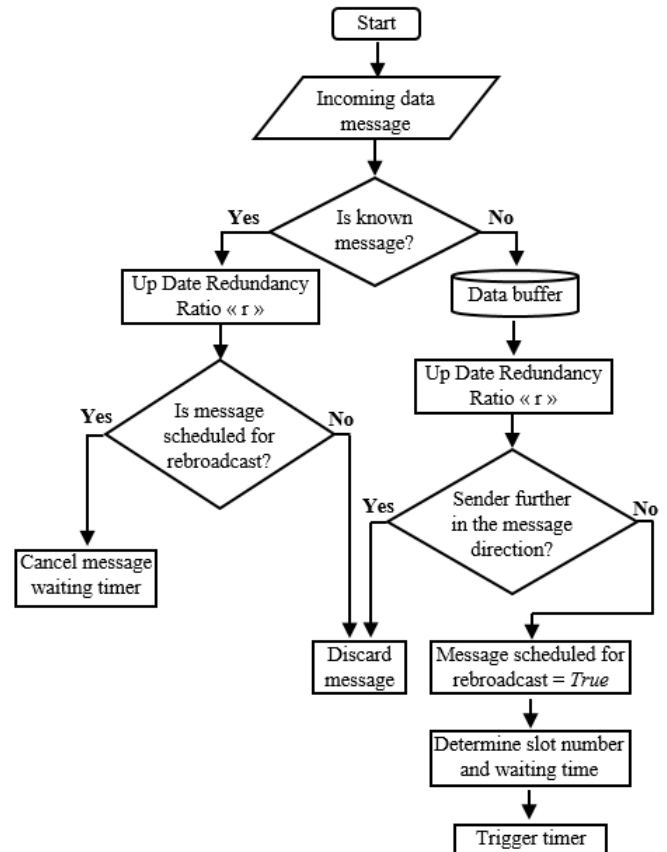 Start
Incoming data
message
Is known
message?
Yes
No
Up Date Redundancy
Ratio « r »
Data buffer
Up Date Redundancy
Ratio « r »
Is message
scheduled for
rebroadcast?
Yes
No
Sender further
in the message
direction?
Yes
No
Cancel message
waiting timer
Discard
message
Message scheduled for
rebroadcast = True
Determine slot number
and waiting time
Trigger timer